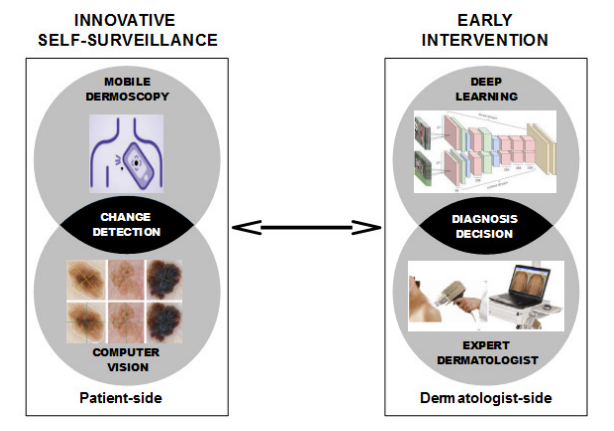 INNOVATIVE
SELF-SURVEILLANCE
MOBILE
DERMOSCOPY
CHANGE
DETECTION
COMPUTER
VISION
Patient-side
EARLY
INTERVENTION
DEEP
LEARNING
DIAGNOSIS
DECISION
EXPERT
DERMATOLOGIST
Dermatologist-side